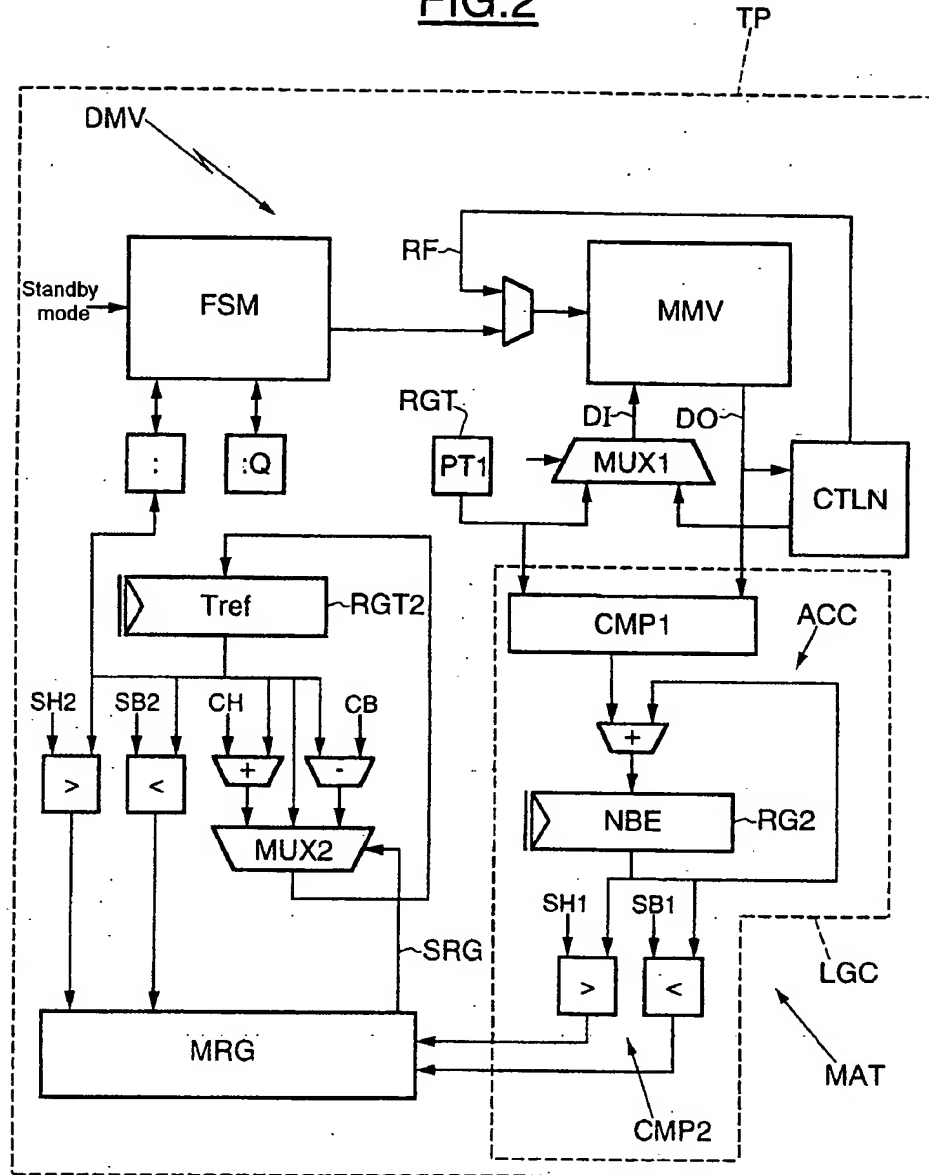 FIG.2
TP
DMV
RF
Standby
mode
FSM
MMV
RGT
DI
DO
:
:Q
PT1
MUX1
CTLN
Tref
RGT2
CMP1
ACC
SH2
SB2
CH
CB
+
>
<
+
-
NBE
RG2
MUX2
SH1
SB1
SRG
LGC
>
<
MRG
MAT
CMP2